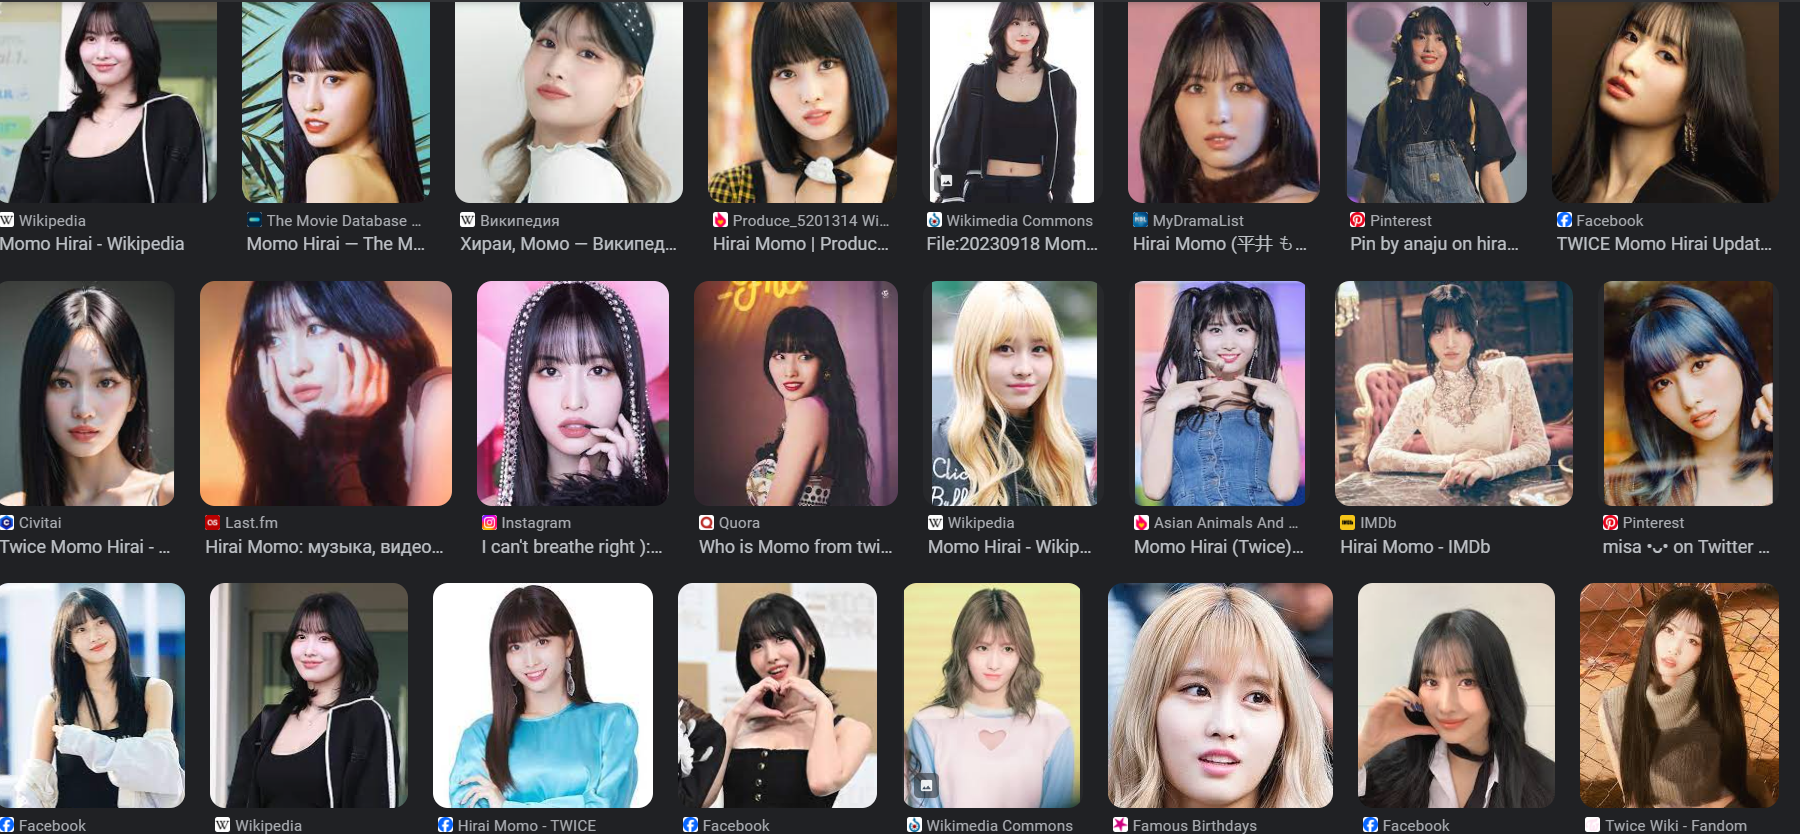 Wikipedia
Momo Hirai - Wikipedia
The Movie Database ...
Momo Hirai — The M...
Википедия
Хираи, Момо — Википед...
Produce_5201314 Wi...
Hirai Momo | Produc...
Wikimedia Commons
File:20230918 Mom...
MyDramaList
Hirai Momo (平井 も...
Pinterest
Pin by anaju on hira...
Facebook
TWICE Momo Hirai Updat...
Civitai
Twice Momo Hirai - ...
Last.fm
Hirai Momo: музыка, видео...
Instagram
I can't breathe right ):...
Quora
Who is Momo from twi...
Clic
Bull
Wikipedia
Momo Hirai - Wikip...
Asian Animals And ...
Momo Hirai (Twice)...
IMDb
Hirai Momo - IMDb
Pinterest
misa •ᴗ• on Twitter ...
Facebook
Wikipedia
Hirai Momo - TWICE
Facebook
Wikimedia Commons
Famous Birthdays
Facebook
Twice Wiki - Fandom